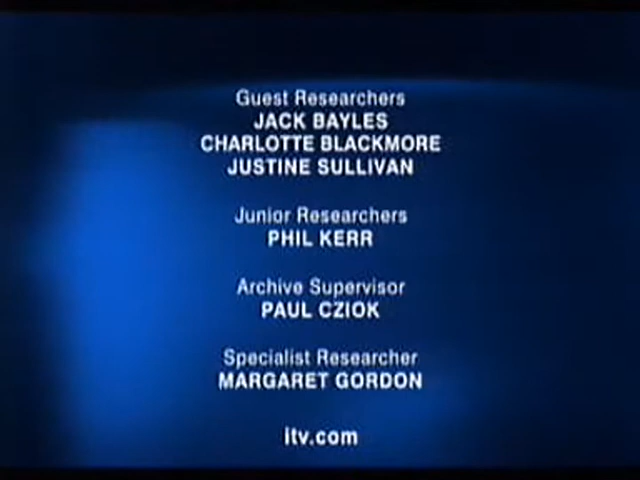 Guest Researchers
JACK BAYLES
CHARLOTTE BLACKMORE
JUSTINE SULLIVAN
Junior Researchers
PHIL KERR
Archive Supervisor
PAUL CZIOK
Specialist Researcher
MARGARET GORDON
itv.com